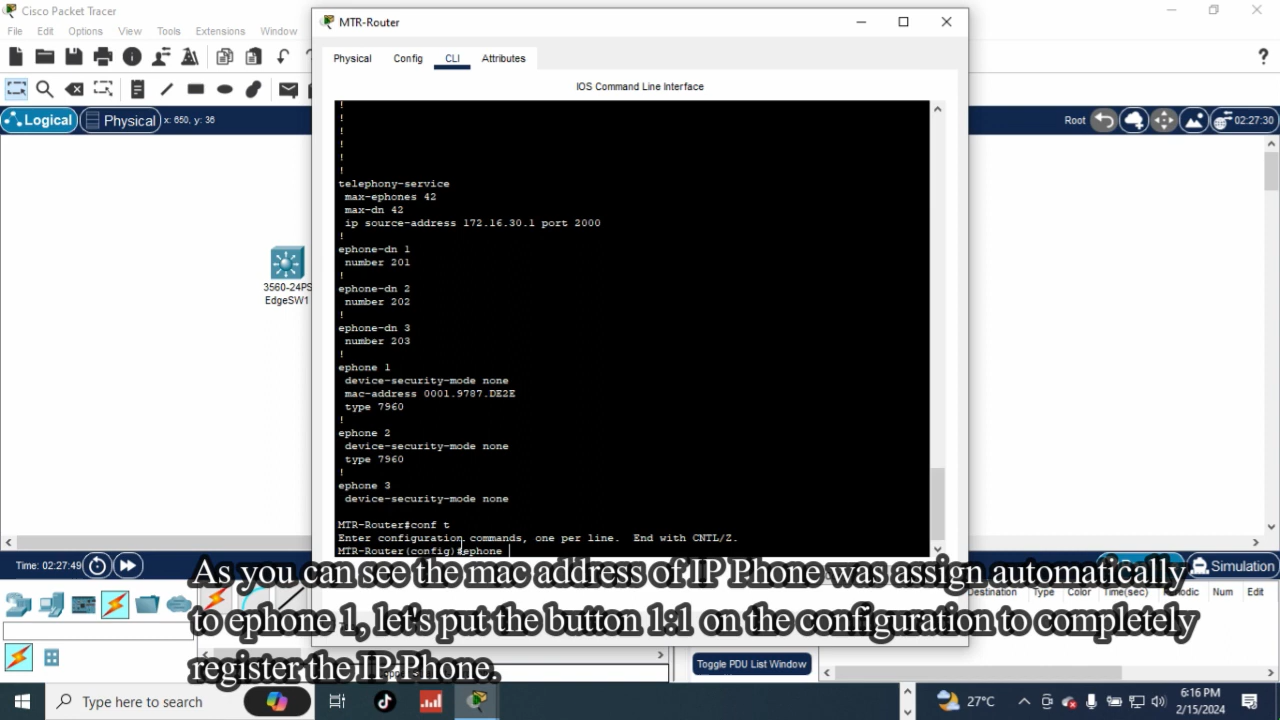 Cisco Packet Tracer
File Edit Options View Tools Extensions Window
Logical Physical x: 650, y: 36
Root 02:27:30
3560-24PS
EdgeSW1
MTR-Router
Physical Config CLI Attributes
IOS Command Line Interface
!
!
!
!
!
!
telephony-service
max-ephones 42
max-dn 42
ip source-address 172.16.30.1 port 2000
!
ephone-dn 1
number 201
!
ephone-dn 2
number 202
!
ephone-dn 3
number 203
!
ephone 1
device-security-mode none
mac-address 0001.9787.DE2E
type 7960
!
ephone 2
device-security-mode none
type 7960
!
ephone 3
device-security-mode none
MTR-Router#conf t
Enter configuration commands, one per line. End with CNTL/Z.
MTR-Router(config)#ephone
As you can see the mac address of IP Phone was assign automatically
to ephone 1, let's put the button 1:1 on the configuration to completely
register the IP Phone.
Time: 02:27:49
Simulation
Destination Type Color Time(sec) Num Edit
Toggle PDU List Window
Type here to search
27°C
6:16 PM
2/15/2024